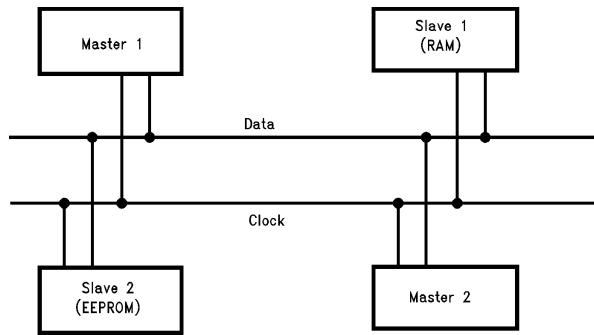 Master 1
Slave 1
(RAM)
Data
Clock
Slave 2
(EEPROM)
Master 2